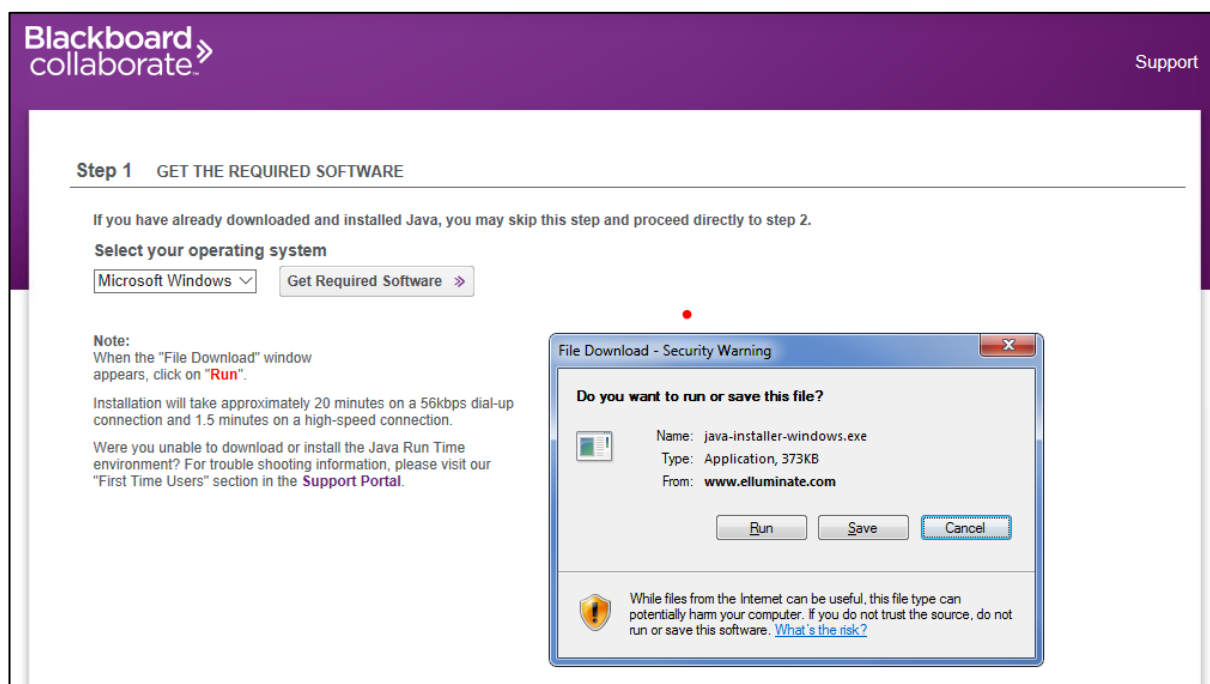 Blackboard
collaborate™
Support
Step 1 GET THE REQUIRED SOFTWARE
If you have already downloaded and installed Java, you may skip this step and proceed directly to step 2.
Select your operating system
Microsoft Windows Get Required Software »
Note:
When the "File Download" window
appears, click on "Run".
Installation will take approximately 20 minutes on a 56kbps dial-up
connection and 1.5 minutes on a high-speed connection.
Were you unable to download or install the Java Run Time
environment? For trouble shooting information, please visit our
"First Time Users" section in the Support Portal.
File Download - Security Warning
Do you want to run or save this file?
Name: java-installer-windows.exe
Type: Application, 373KB
From: www.elluminate.com
Run Save Cancel
While files from the Internet can be useful, this file type can
potentially harm your computer. If you do not trust the source, do not
run or save this software. What's the risk?